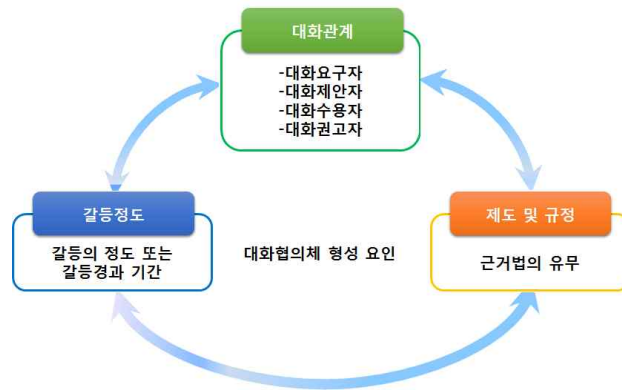 대화관계
-대화요구자
-대화제안자
-대화수용자
-대화권고자
갈등정도
갈등의 정도 또는
갈등경과 기간
대화협의체 형성 요인
제도 및 규정
근거법의 유무